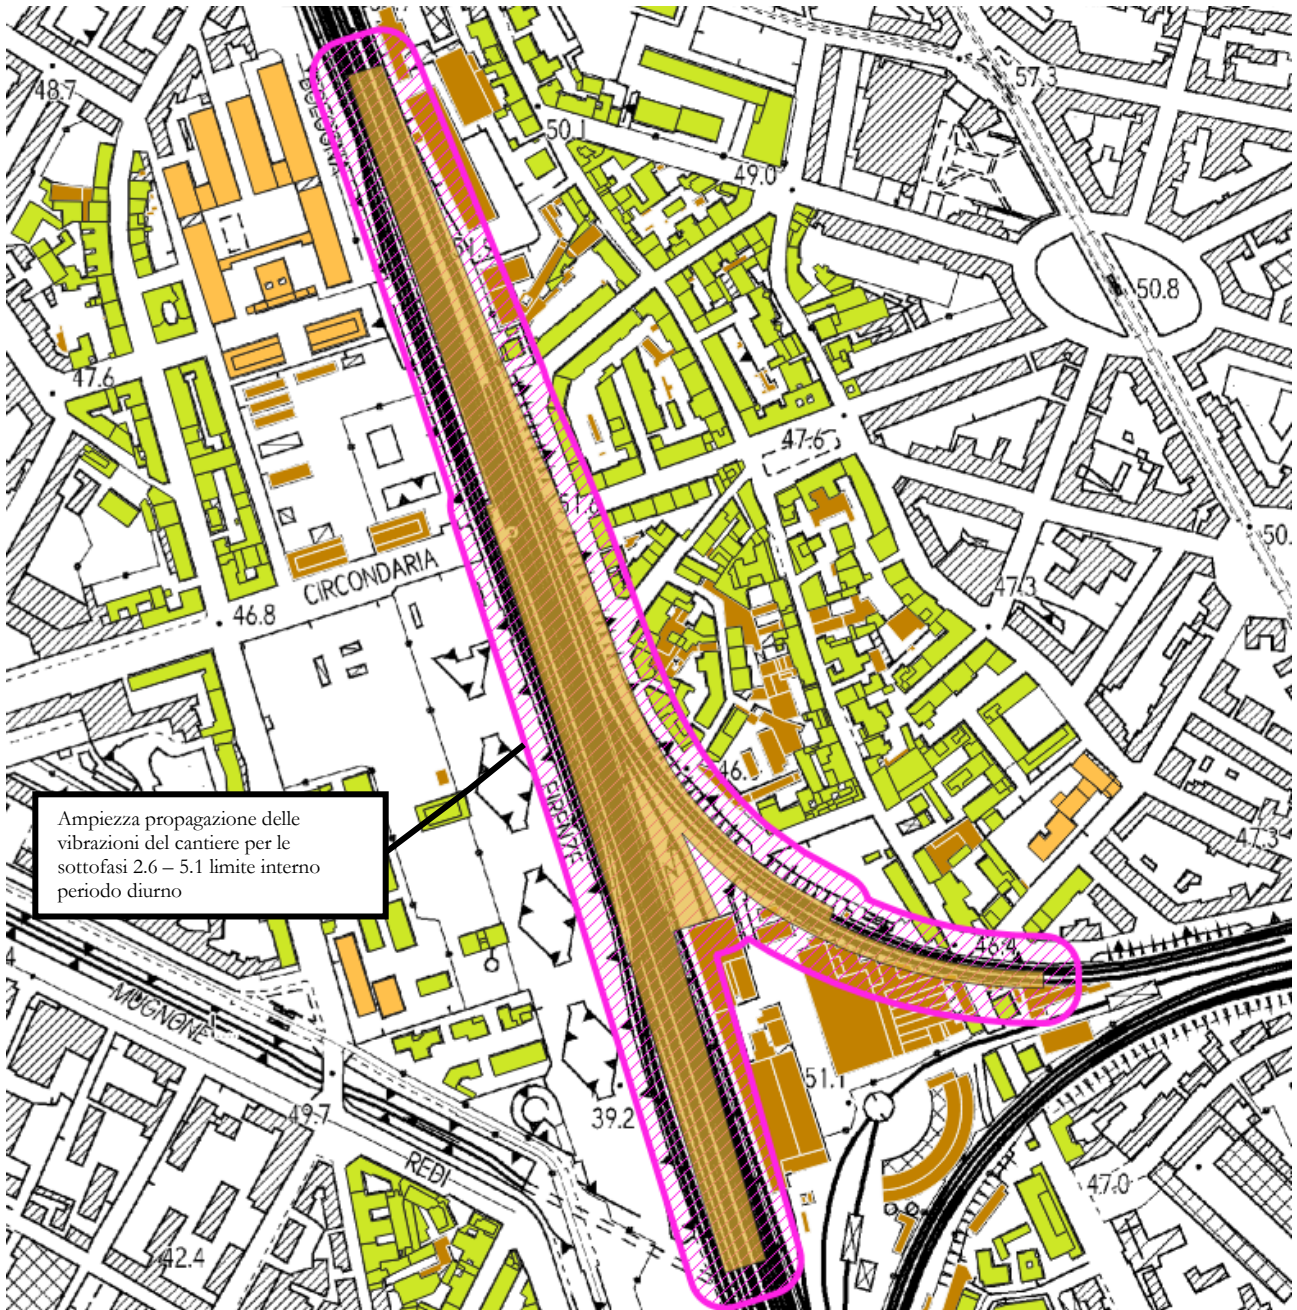 57.3
48.7
50.1
49.0
50.8
51.5
47.6
47.6
50.
47.3
CIRCONDARIA
46.8
46.
FIRENZE
Ampiezza propagazione delle
vibrazioni del cantiere per le
sottofasi 2.6 – 5.1 limite interno
periodo diurno
47.3
46.4
MUGNONE
51.1
39.2
49.7
REDI
47.0
42.4